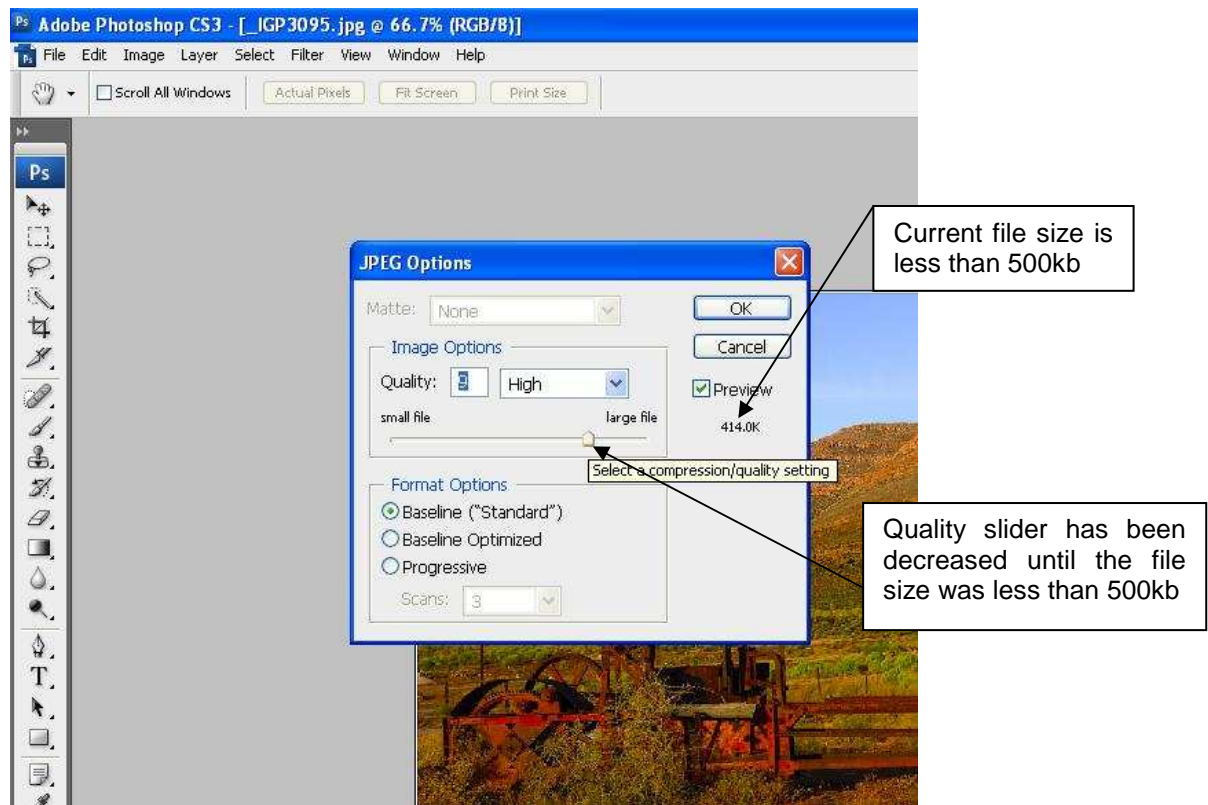 Ps Adobe Photoshop CS3 - [_IGP3095.jpg @ 66.7% (RGB/8)]
Ps File Edit Image Layer Select Filter View Window Help
Scroll All Windows Actual Pixels Fit Screen Print Size
Ps
Current file size is
less than 500kb
JPEG Options
Matte: None
OK
Image Options
Cancel
Quality: High
Preview
small file large file
414.0K
Select a compression/quality setting
Format Options
Baseline ("Standard")
Baseline Optimized
Progressive
Scans: 3
Quality slider has been
decreased until the file
size was less than 500kb
T